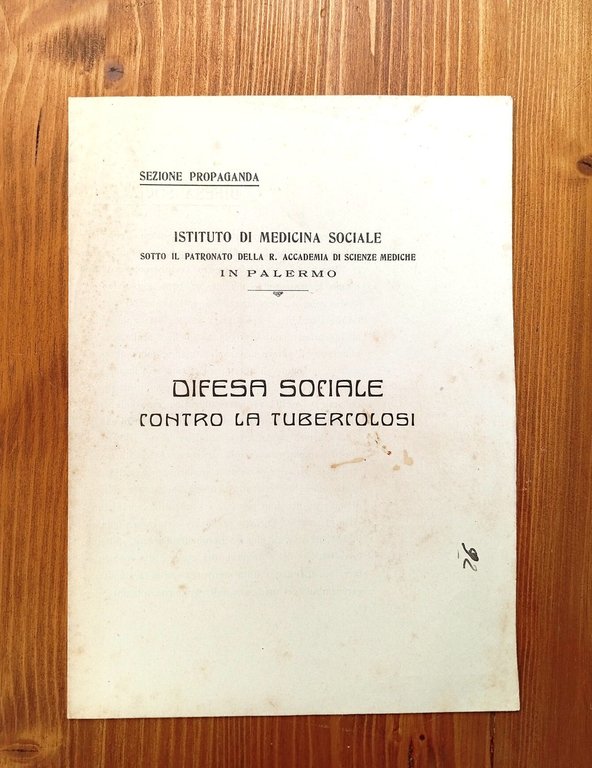 SEZIONE PROPAGANDA
ISTITUTO DI MEDICINA SOCIALE
SOTTO IL PATRONATO DELLA R. ACCADEMIA DI SCIENZE MEDICHE
IN PALERMO
DIFESA SOCIALE
CONTRO LA TUBERCOLOSI